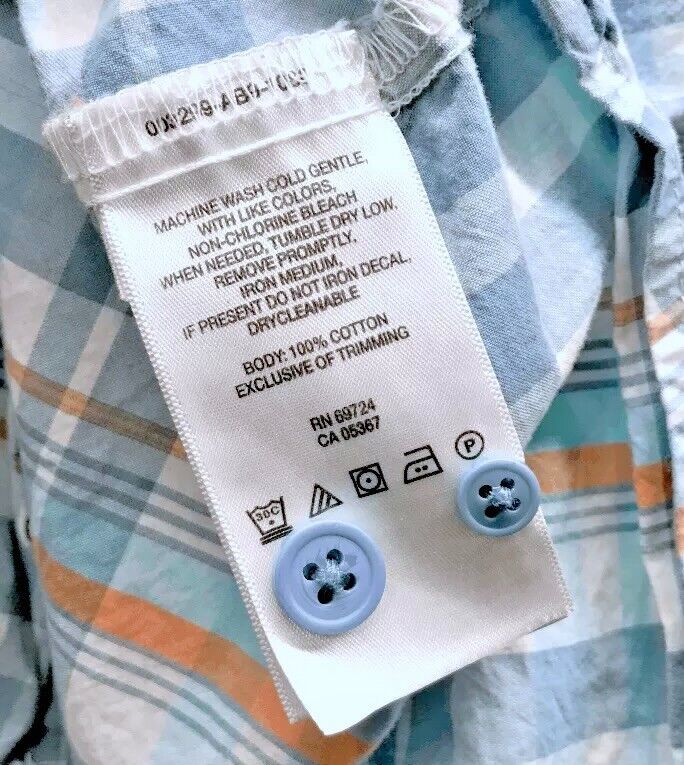 MACHINE WASH COLD GENTLE,
WITH LIKE COLORS,
NON-CHLORINE BLEACH
WHEN NEEDED, TUMBLE DRY LOW.
REMOVE PROMPTLY.
IRON MEDIUM,
IF PRESENT DO NOT IRON DECAL,
DRYCLEANABLE
BODY: 100% COTTON
EXCLUSIVE OF TRIMMING
RN 69724
CA 05367
30C
P